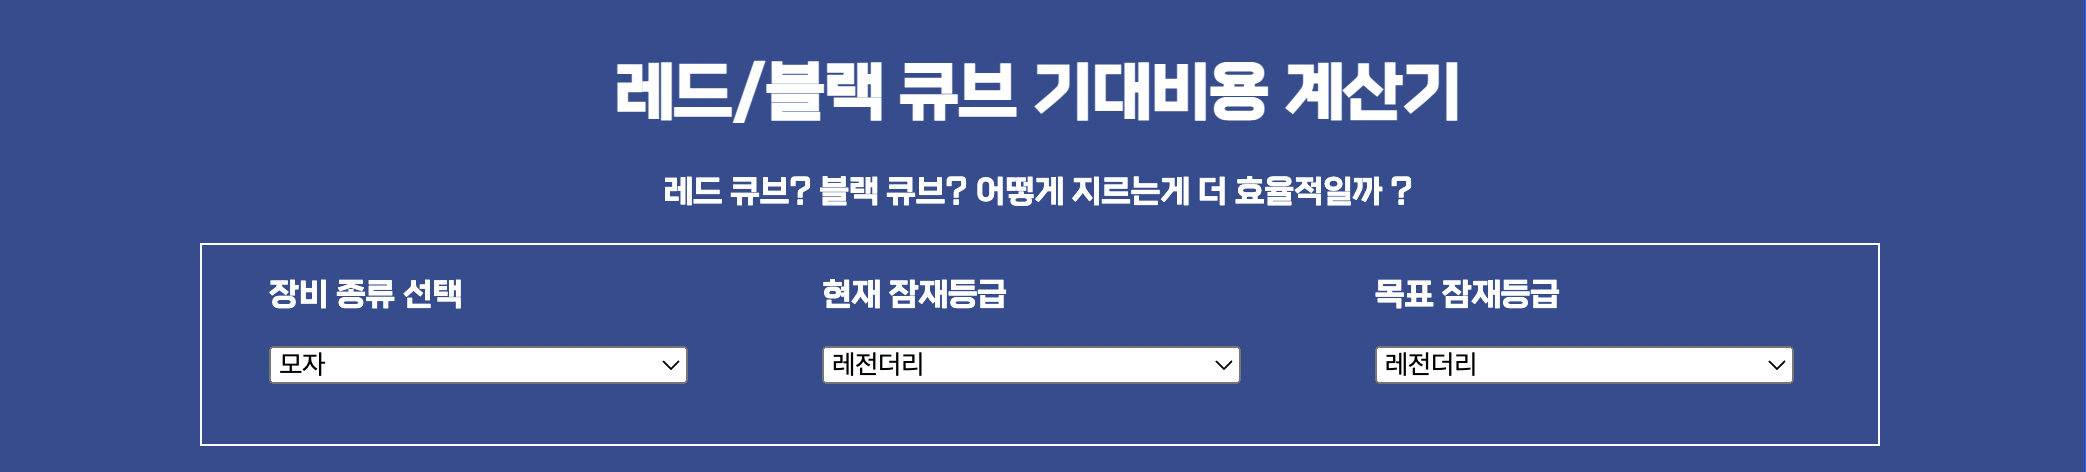 레드/블랙 큐브 기대비용 계산기
레드 큐브? 블랙 큐브? 어떻게 지르는게 더 효율적일까 ?
장비 종류 선택 현재 잠재등급 목표 잠재등급
모자 레전더리 레전더리